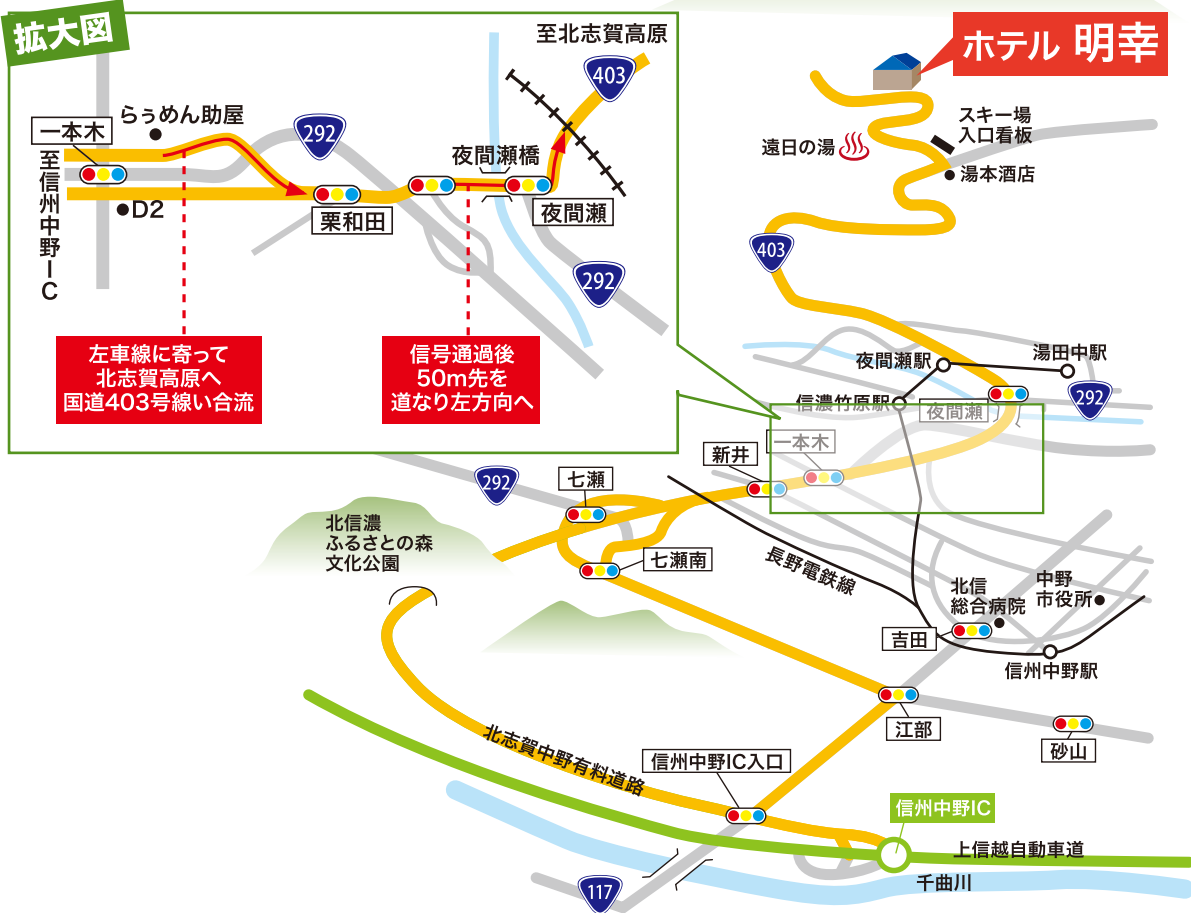 拡大図
至北志賀高原
403
ホテル 明幸
らぅめん助屋
292
一本木
夜間瀬橋
至信州中野IC
D2
栗和田
夜間瀬
292
左車線に寄って
北志賀高原へ
国道403号線い合流
信号通過後
50m先を
道なり左方向へ
スキー場
入口看板
遠日の湯
湯本酒店
403
夜間瀬駅
湯田中駅
292
信濃竹原駅
夜間瀬
一本木
新井
292
七瀬
北信濃
ふるさとの森
文化公園
七瀬南
長野電鉄線
北信
総合病院
中野
市役所
吉田
信州中野駅
江部
砂山
北志賀中野有料道路
信州中野IC入口
信州中野IC
上信越自動車道
千曲川
117